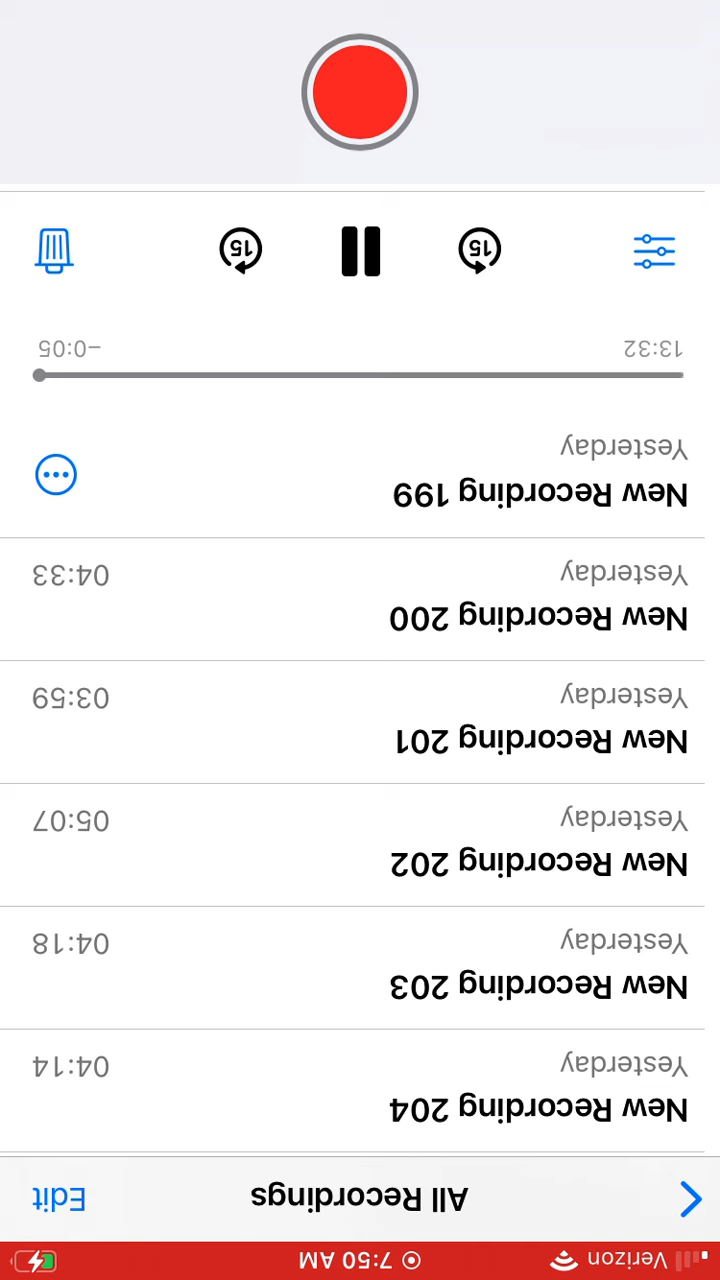 Verizon 7:50 AM
All Recordings Edit
New Recording 204
Yesterday 04:14
New Recording 203
Yesterday 04:18
New Recording 202
Yesterday 05:07
New Recording 201
Yesterday 03:59
New Recording 200
Yesterday 04:33
New Recording 199
Yesterday
13:32 −0:05
15 15